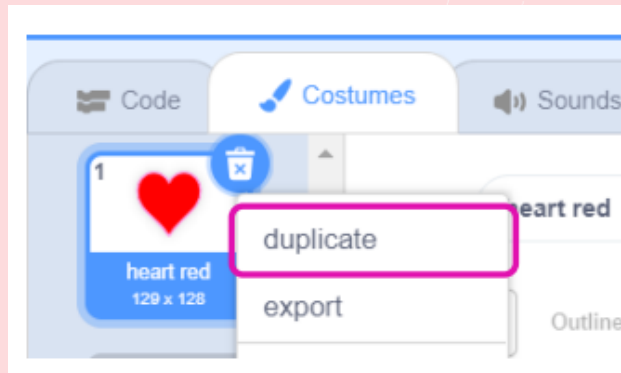 Code
Costumes
Sounds
1
heart red
129 x 128
duplicate
export
heart red
Outline